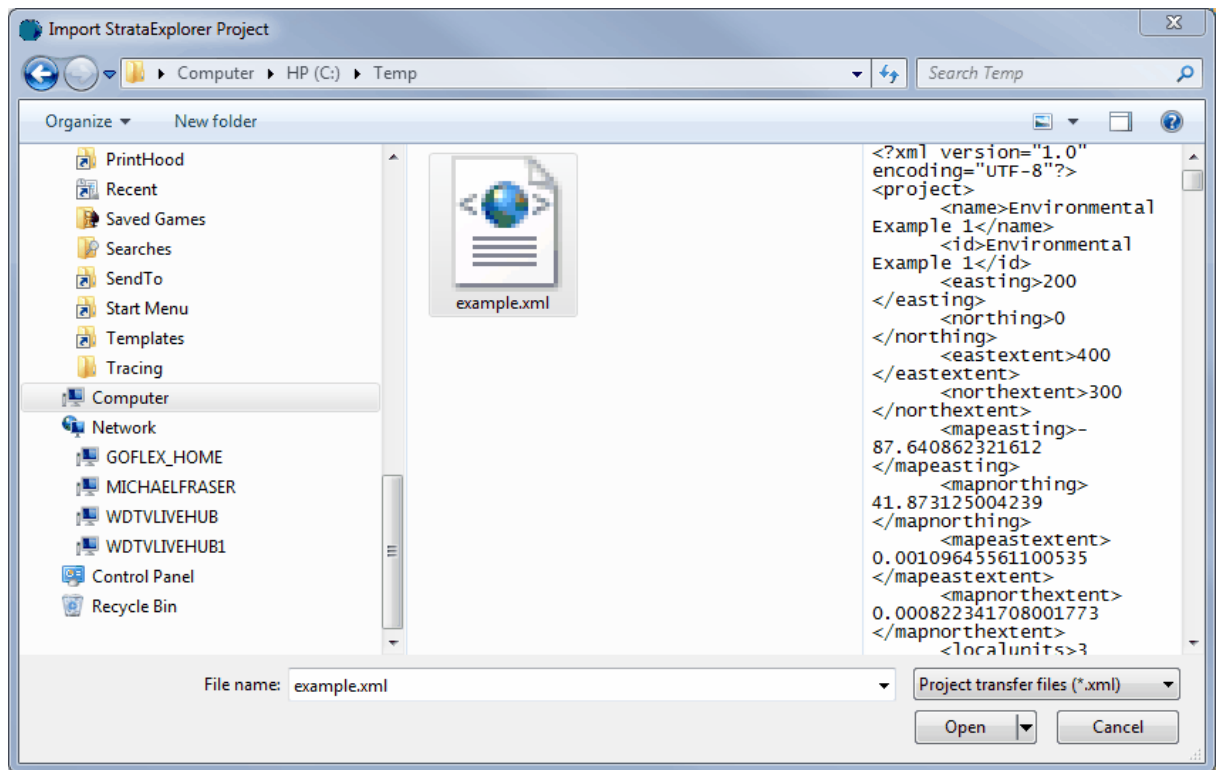 Import StrataExplorer Project
Computer HP (C:) Temp
Search Temp
Organize
New folder
PrintHood
Recent
Saved Games
Searches
SendTo
Start Menu
Templates
Tracing
Computer
Network
GOFLEX_HOME
MICHAELFRASER
WDTVLIVEHUB
WDTVLIVEHUB1
Control Panel
Recycle Bin
example.xml
<?xml version="1.0"
encoding="UTF-8"?>
<project>
<name>Environmental
Example 1</name>
<id>Environmental
Example 1</id>
<easting>200
</easting>
<northing>0
</northing>
<eastextent>400
</eastextent>
<northextent>300
</northextent>
<mapeasting>-
87.640862321612
</mapeasting>
<mapnorthing>
41.873125004239
</mapnorthing>
<mapeastextent>
0.00109645561100535
</mapeastextent>
<mapnorthextent>
0.000822341708001773
</mapnorthextent>
<localunits>3
File name: example.xml
Project transfer files (*.xml)
Open
Cancel